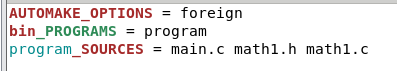 AUTOMAKE_OPTIONS = foreign
bin_PROGRAMS = program
program_SOURCES = main.c math1.h math1.c